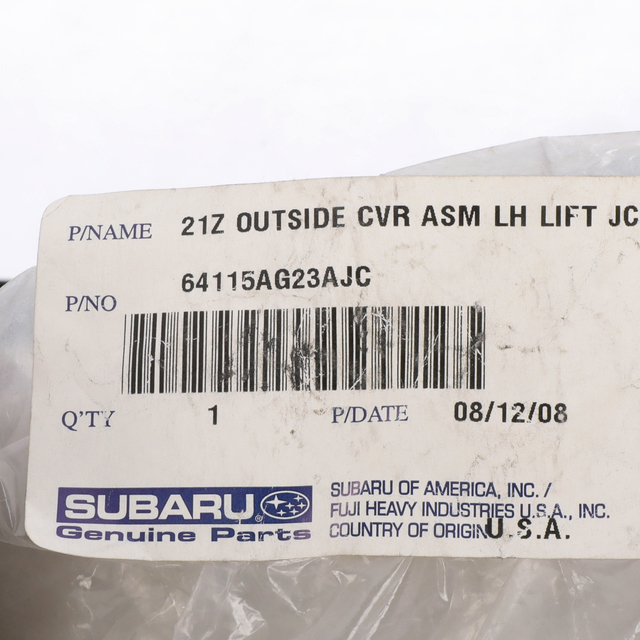 P/NAME 21Z OUTSIDE CVR ASM LH LIFT JC
P/NO 64115AG23AJC
Q'TY 1 P/DATE 08/12/08
SUBARU®
Genuine Parts
SUBARU OF AMERICA, INC. /
FUJI HEAVY INDUSTRIES U.S.A., INC.
COUNTRY OF ORIGIN U.S.A.